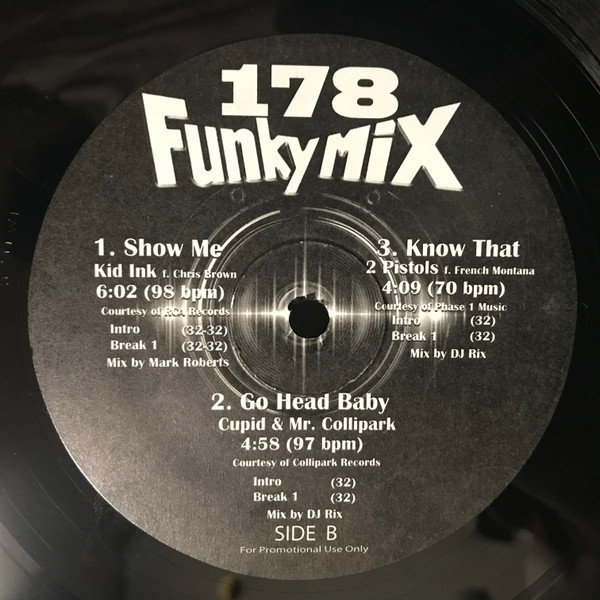 178
Funkymix
1. Show Me
Kid Ink f. Chris Brown
6:02 (98 bpm)
Courtesy of RCA Records
Intro (32-32)
Break 1 (32-32)
Mix by Mark Roberts
3. Know That
2 Pistols f. French Montana
4:09 (70 bpm)
Courtesy of Phase 1 Music
Intro (32)
Break 1 (32)
Mix by DJ Rix
2. Go Head Baby
Cupid & Mr. Collipark
4:58 (97 bpm)
Courtesy of Collipark Records
Intro (32)
Break 1 (32)
Mix by DJ Rix
SIDE B
For Promotional Use Only